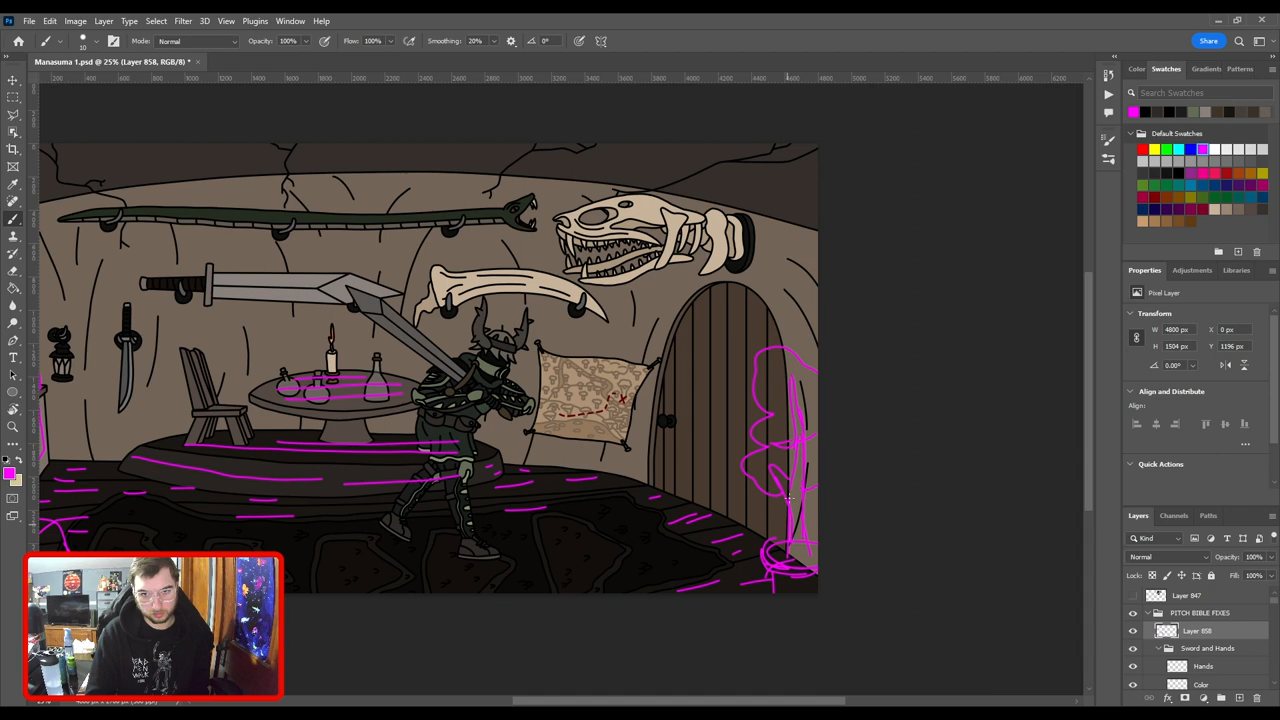 File Edit Image Layer Type Select Filter 3D View Plugins Window Help
10 Mode: Normal Opacity: 100% Flow: 100% Smoothing: 20% 0° Share
Manasuma 1.psd @ 25% (Layer 858, RGB/8) *
Color Swatches Gradients Patterns
Search Swatches
Default Swatches
Properties Adjustments Libraries
Pixel Layer
Transform
W 4800 px X 0 px
H 1504 px Y 1196 px
0.00°
Align and Distribute
Align:
Quick Actions
Layers Channels Paths
Kind
Normal Opacity: 100%
Lock: Fill: 100%
Layer 847
PITCH BIBLE FIXES
Layer 858
Sword and Hands
Hands
Color